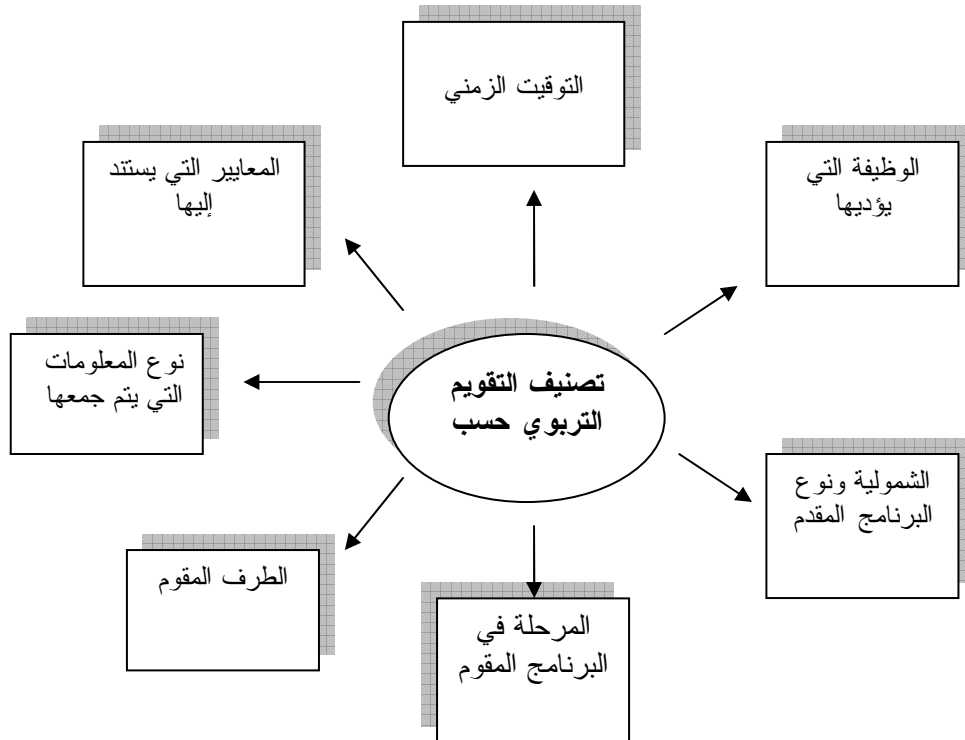 التوقيت الزمني
المعايير التي يستند
إليها
الوظيفة التي
يؤديها
نوع المعلومات
التي يتم جمعها
تصنيف التقويم
التربوي حسب
الشمولية ونوع
البرنامج المقدم
الطرف المقوم
المرحلة في
البرنامج المقوم